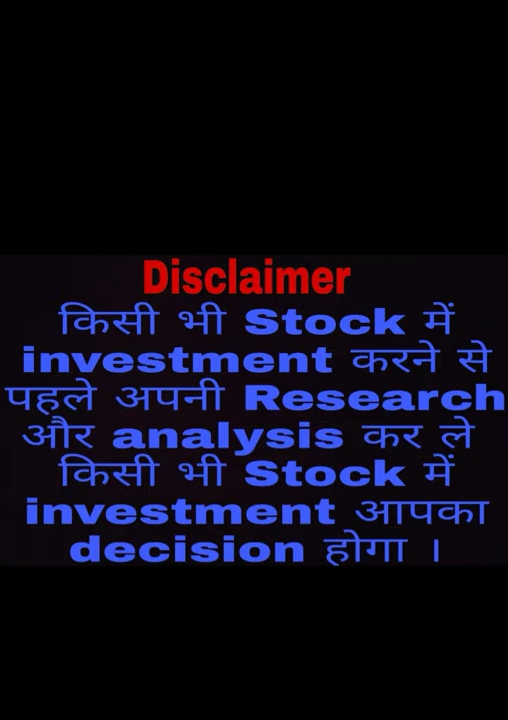 Disclaimer
किसी भी Stock में
investment करने से
पहले अपनी Research
और analysis कर ले
किसी भी Stock में
investment आपका
decision होगा ।